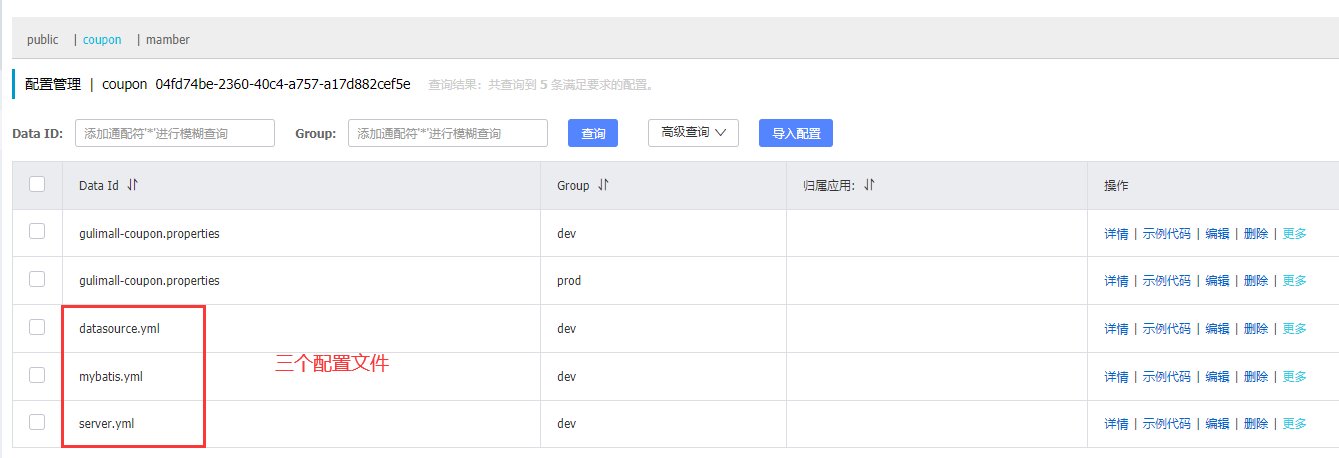 public | coupon | mamber
配置管理 | coupon 04fd74be-2360-40c4-a757-a17d882cef5e 查询结果：共查询到 5 条满足要求的配置。
Data ID: 添加通配符'*'进行模糊查询 Group: 添加通配符'*'进行模糊查询 查询 高级查询 导入配置
Data Id Group 归属应用: 操作
gulimall-coupon.properties dev 详情 | 示例代码 | 编辑 | 删除 | 更多
gulimall-coupon.properties prod 详情 | 示例代码 | 编辑 | 删除 | 更多
datasource.yml dev 详情 | 示例代码 | 编辑 | 删除 | 更多
三个配置文件
mybatis.yml dev 详情 | 示例代码 | 编辑 | 删除 | 更多
server.yml dev 详情 | 示例代码 | 编辑 | 删除 | 更多